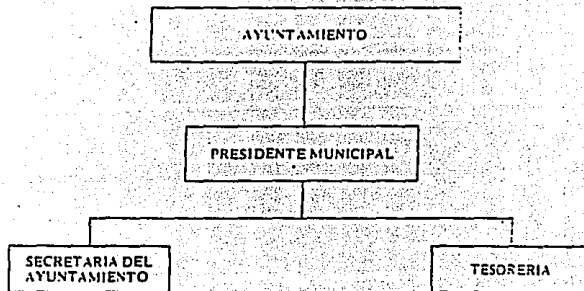 AYUNTAMIENTO
PRESIDENTE MUNICIPAL
SECRETARIA DEL
AYUNTAMIENTO
TESORERIA